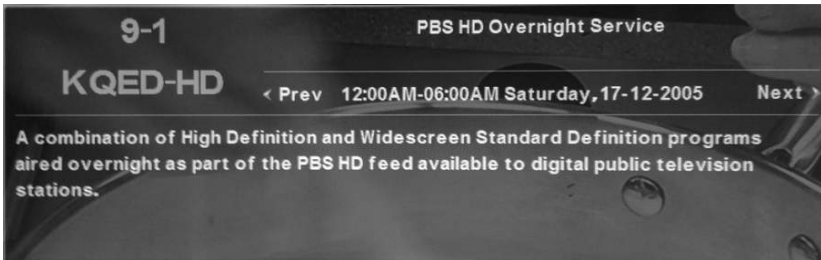 9-1
PBS HD Overnight Service
KQED-HD
< Prev 12:00AM-06:00AM Saturday,17-12-2005 Next >
A combination of High Definition and Widescreen Standard Definition programs
aired overnight as part of the PBS HD feed available to digital public television
stations.